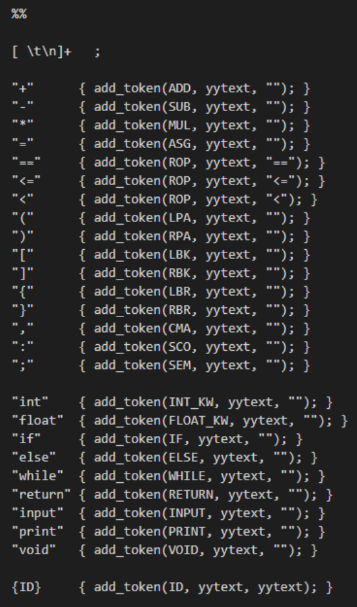 %%
[ \t\n]+   ;
"+"      { add_token(ADD, yytext, ""); }
"-"      { add_token(SUB, yytext, ""); }
"*"      { add_token(MUL, yytext, ""); }
"="      { add_token(ASG, yytext, ""); }
"=="     { add_token(ROP, yytext, "=="); }
"<="     { add_token(ROP, yytext, "<="); }
"<"      { add_token(ROP, yytext, "<"); }
"("      { add_token(LPA, yytext, ""); }
")"      { add_token(RPA, yytext, ""); }
"["      { add_token(LBK, yytext, ""); }
"]"      { add_token(RBK, yytext, ""); }
"{"      { add_token(LBR, yytext, ""); }
"}"      { add_token(RBR, yytext, ""); }
","      { add_token(CMA, yytext, ""); }
":"      { add_token(SCO, yytext, ""); }
";"      { add_token(SEM, yytext, ""); }
"int"    { add_token(INT_KW, yytext, ""); }
"float"  { add_token(FLOAT_KW, yytext, ""); }
"if"     { add_token(IF, yytext, ""); }
"else"   { add_token(ELSE, yytext, ""); }
"while"  { add_token(WHILE, yytext, ""); }
"return" { add_token(RETURN, yytext, ""); }
"input"  { add_token(INPUT, yytext, ""); }
"print"  { add_token(PRINT, yytext, ""); }
"void"   { add_token(VOID, yytext, ""); }
{ID}     { add_token(ID, yytext, yytext); }